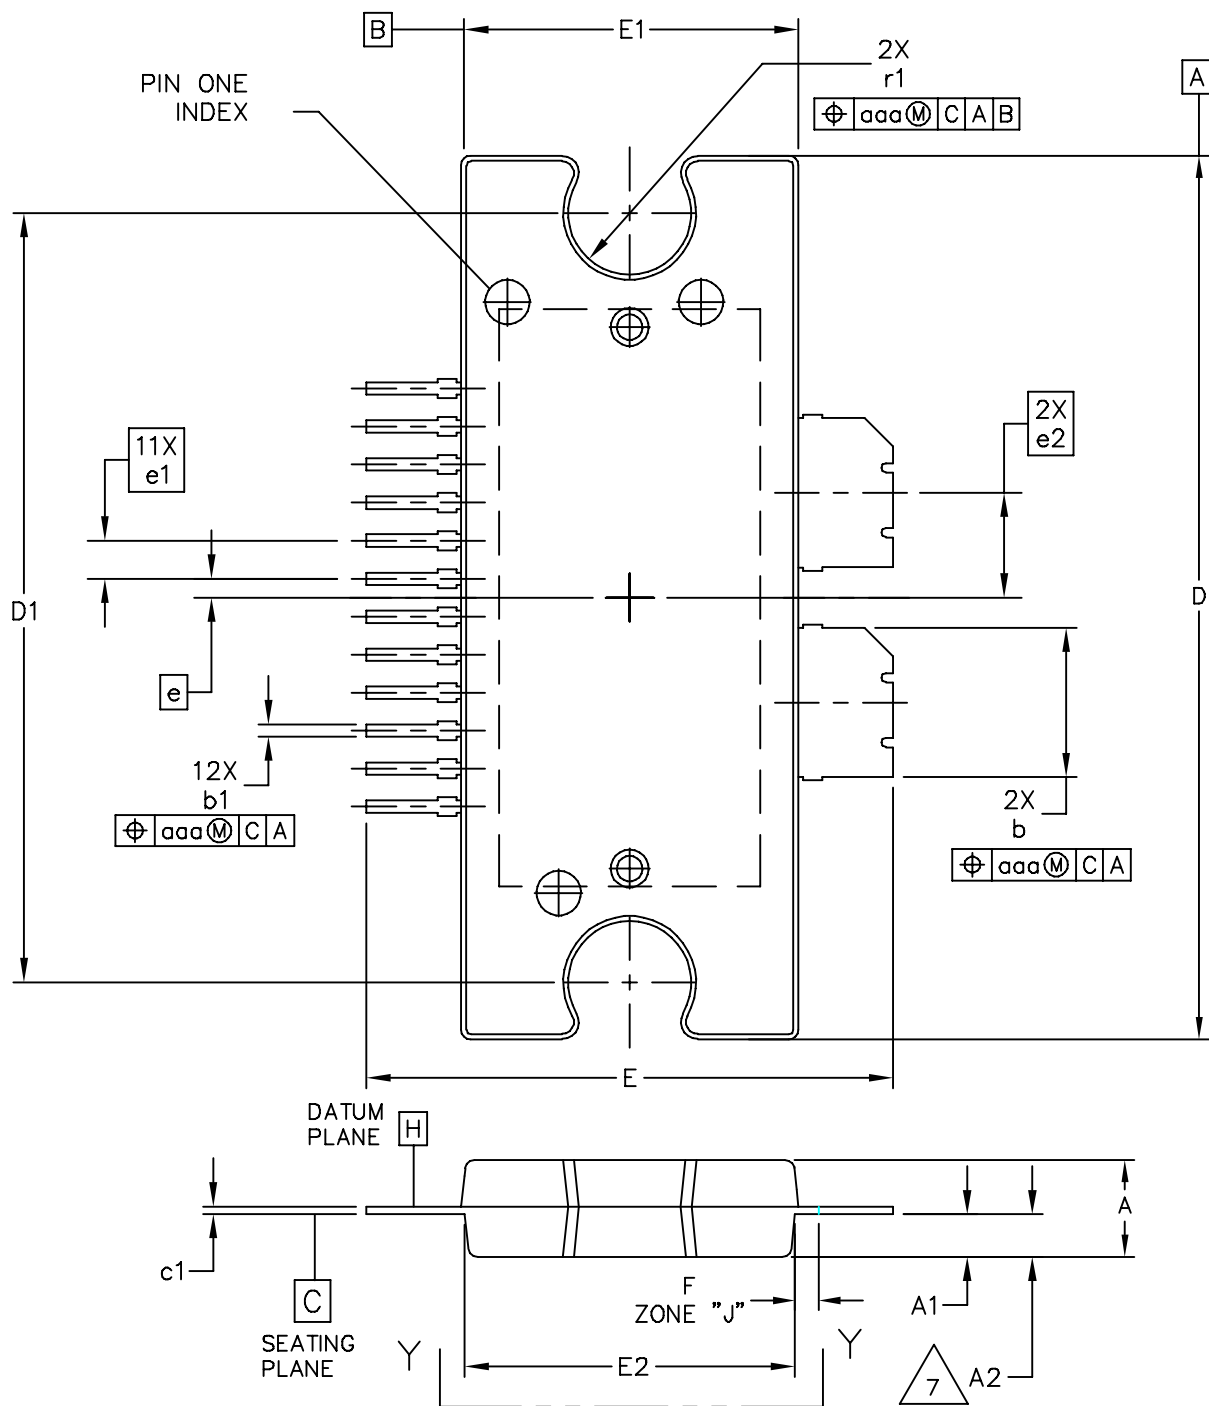 B
E1
2X
r1
⌖ aaa Ⓜ C A B
A
PIN ONE
INDEX
11X
e1
2X
e2
D1
D
e
12X
b1
⌖ aaa Ⓜ C A
2X
b
⌖ aaa Ⓜ C A
E
DATUM
PLANE
H
A
c1
C
SEATING
PLANE
F
ZONE "J"
A1
Y
Y
E2
7
A2